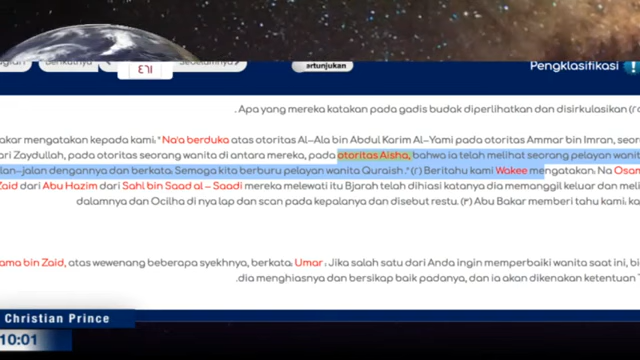 Berikutnya
٤٦١
Sebelumnya
artunjukan
Pengklasifikasi
. Apa yang mereka katakan pada gadis budak diperlihatkan dan disirkulasikan
akar mengatakan kepada kami. " Na'a berduka atas otoritas Al-Ala bin Abdul Karim Al-Yami pada otoritas Ammar bin Imran, seor
ari Zaydullah, pada otoritas seorang wanita di antara mereka, pada otoritas Aisha, bahwa ia telah melihat seorang pelayan wanit
lan-jalan dengannya dan berkata: Semoga kita berburu pelayan wanita Quraish ." (٢) Beritahu kami Wakee mengatakan: Na Osam
Zaid dari Abu Hazim dari Sahl bin Saad al - Saadi mereka melewati itu Bjarah telah dihiasi katanya dia memanggil keluar dan meli
dalamnya dan Ocilha di nya lap dan scan pada kepalanya dan disebut restu. (٣) Abu Bakar memberi tahu kami, ka
ama bin Zaid, atas wewenang beberapa syekhnya, berkata: Umar : Jika salah satu dari Anda ingin memperbaiki wanita saat ini, bi
.dia menghiasnya dan bersikap baik padanya, dan ia akan dikenakan ketentuan
Christian Prince
10:01